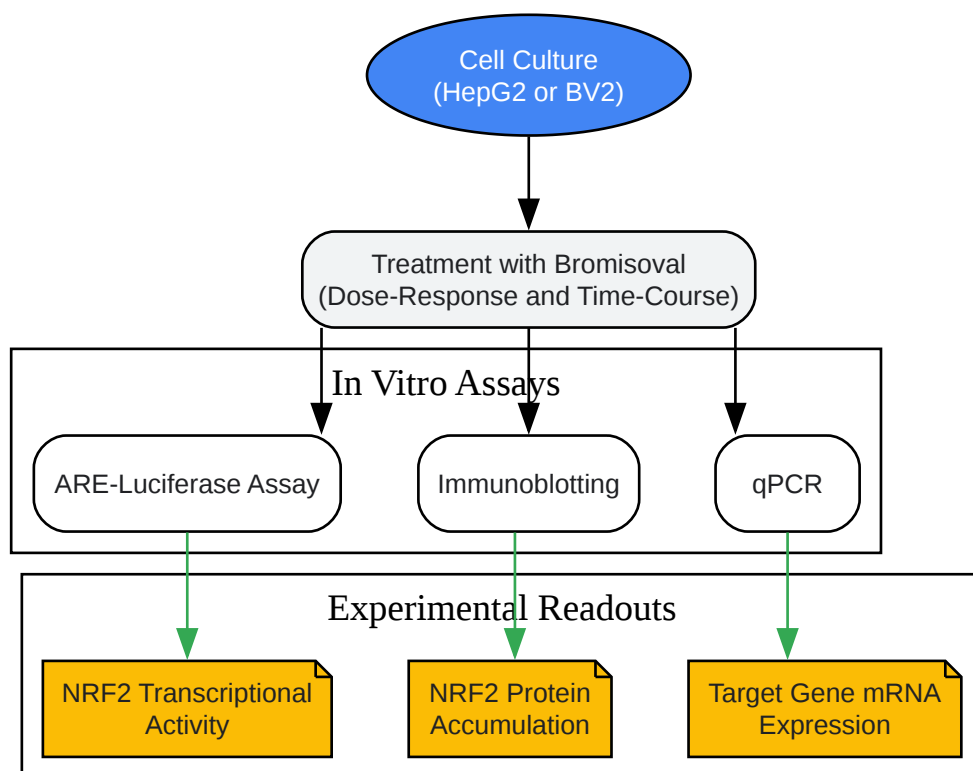 Cell Culture
(HepG2 or BV2)
Treatment with Bromisoval
(Dose-Response and Time-Course)
In Vitro Assays
ARE-Luciferase Assay
Immunoblotting
qPCR
Experimental Readouts
NRF2 Transcriptional
Activity
NRF2 Protein
Accumulation
Target Gene mRNA
Expression